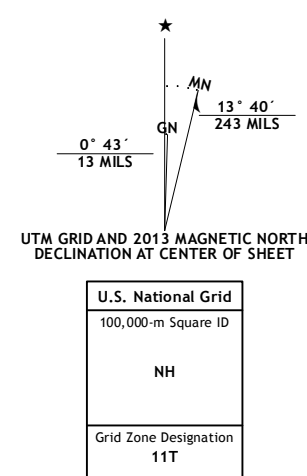 MN
13° 40´
243 MILS
GN
0° 43´
13 MILS
UTM GRID AND 2013 MAGNETIC NORTH
DECLINATION AT CENTER OF SHEET
U.S. National Grid
100,000-m Square ID
NH
Grid Zone Designation
11T